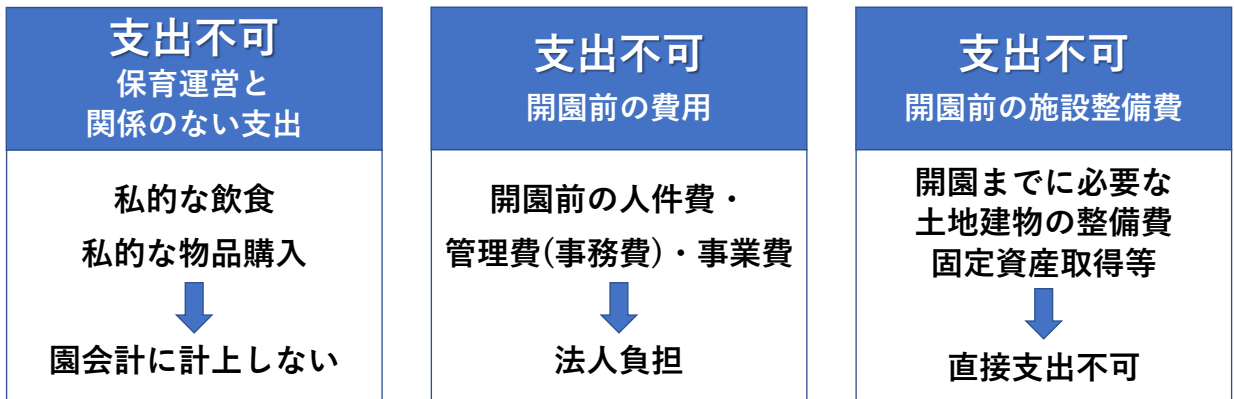 支出不可
保育運営と
関係のない支出
私的な飲食
私的な物品購入
園会計に計上しない
支出不可
開園前の費用
開園前の人件費・
管理費(事務費)・事業費
法人負担
支出不可
開園前の施設整備費
開園までに必要な
土地建物の整備費
固定資産取得等
直接支出不可